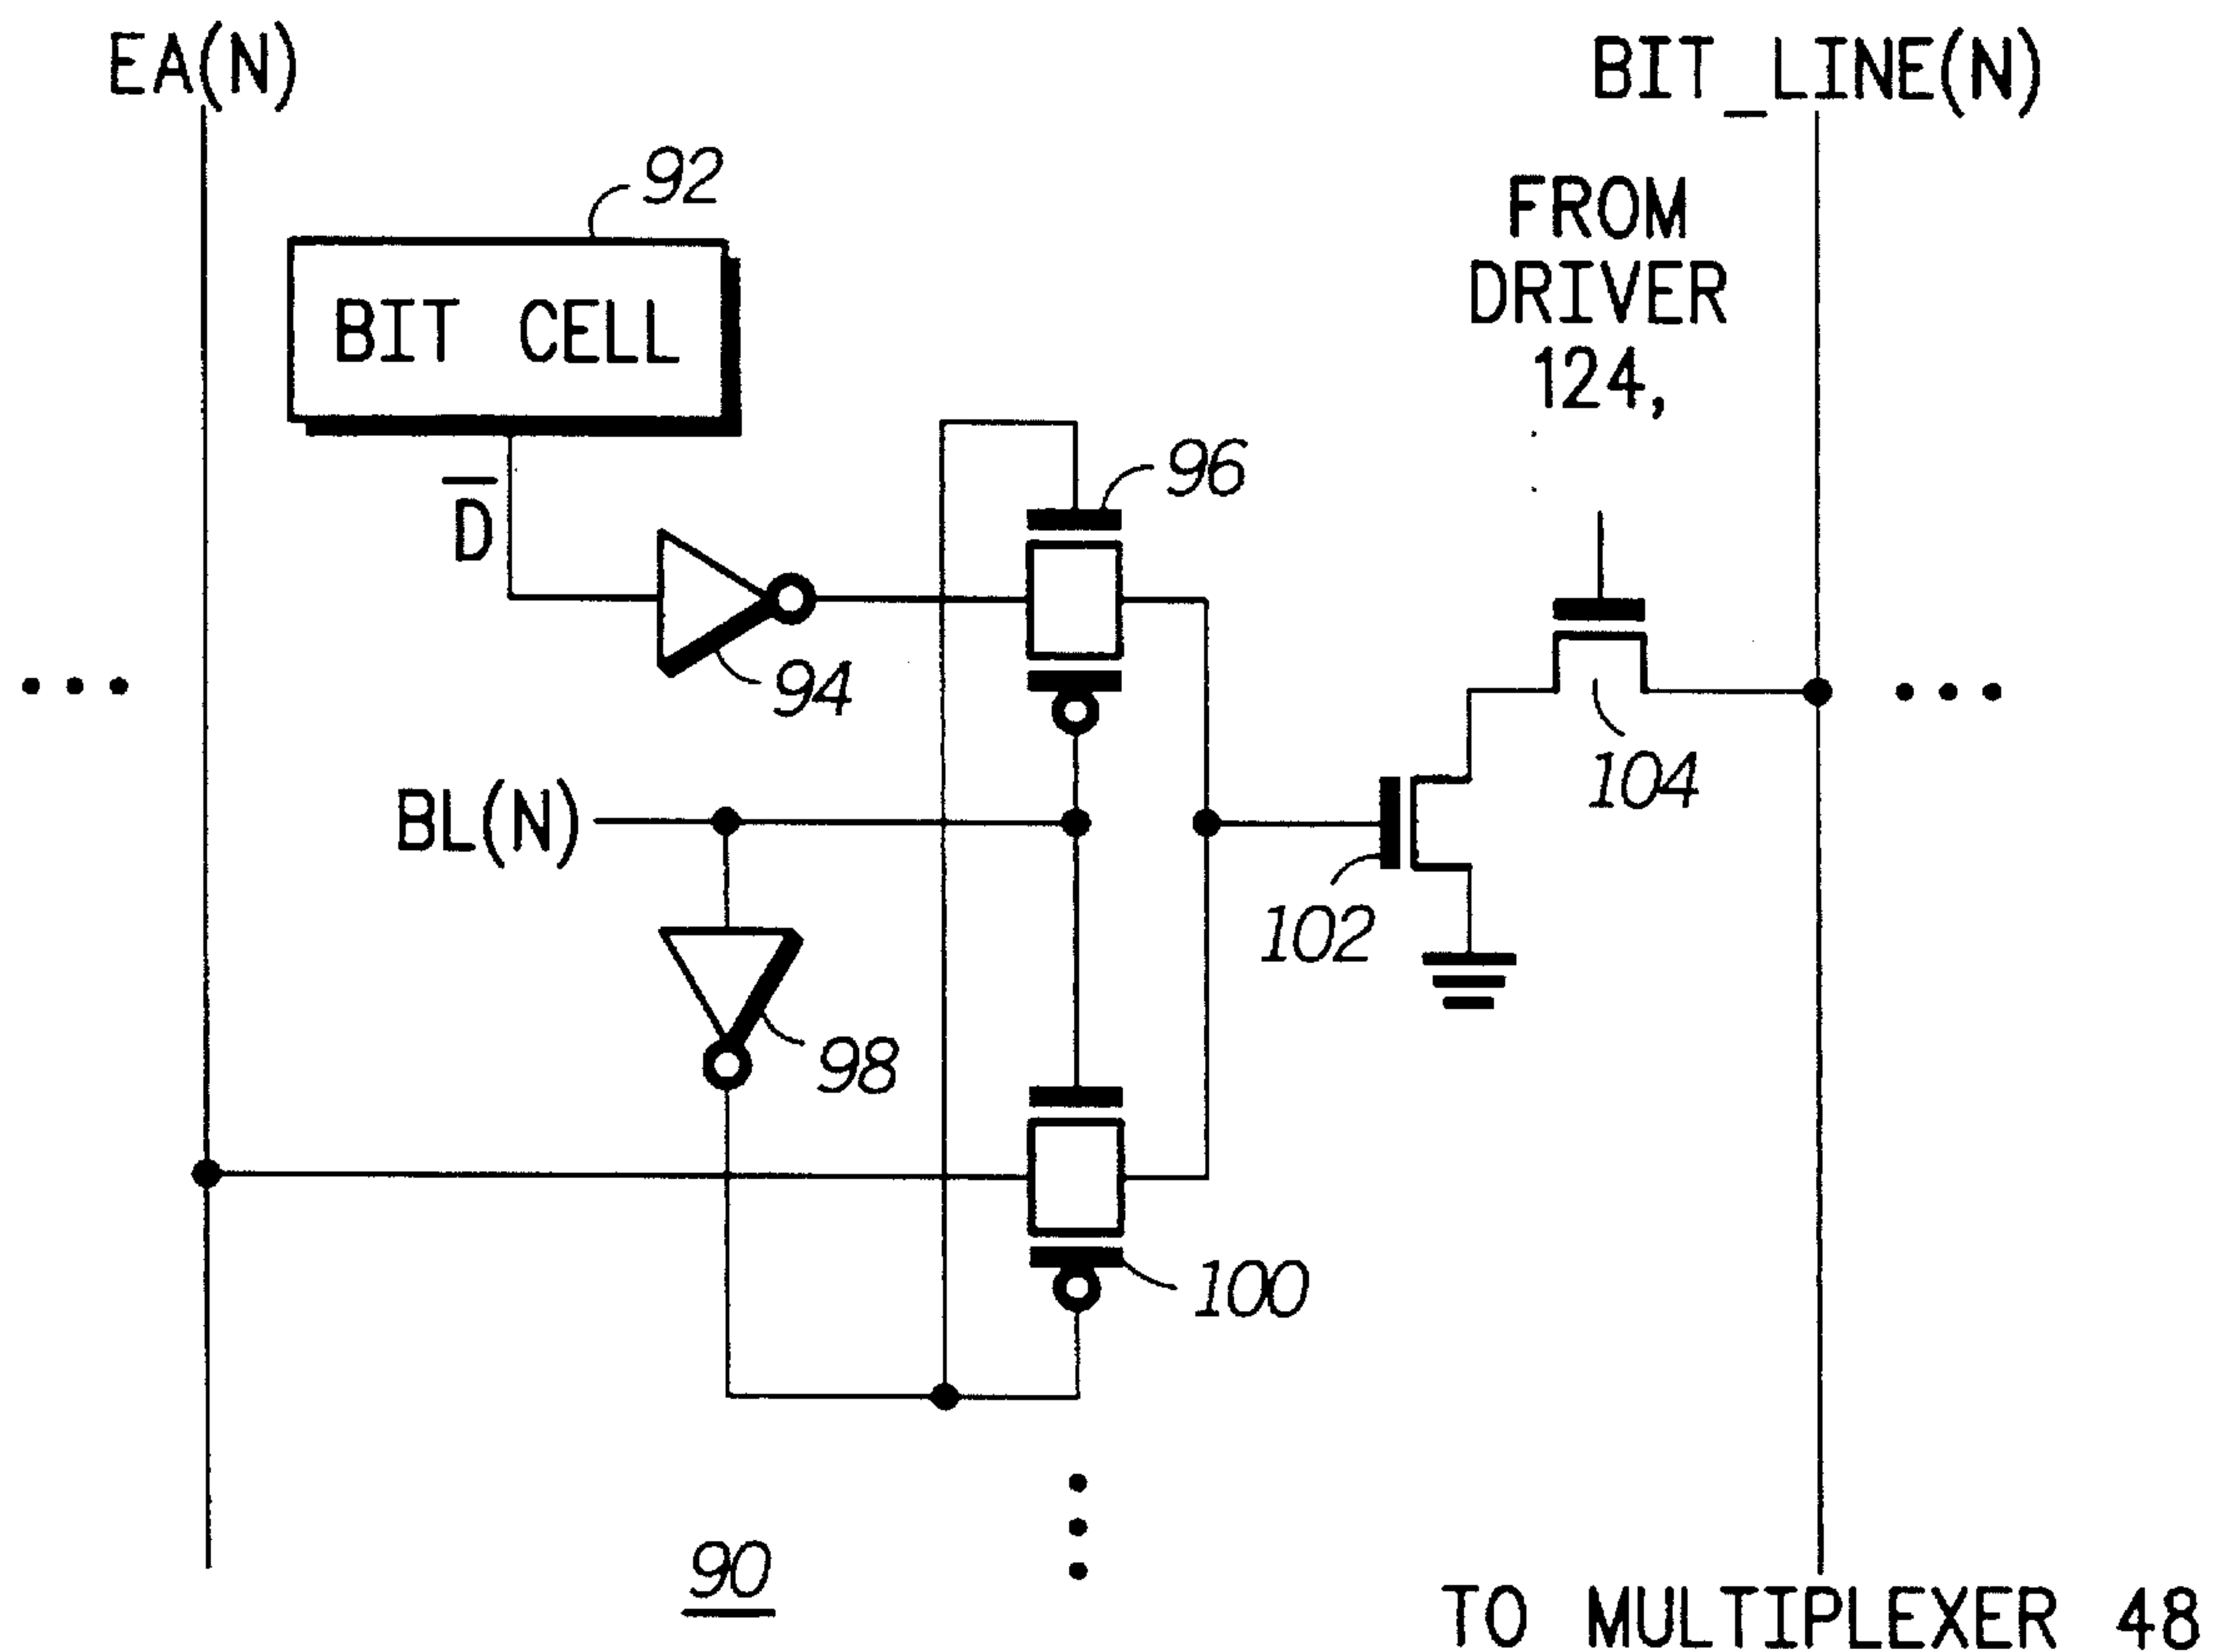 EA(N)
BIT_LINE(N)
92
FROM
DRIVER
124,
BIT CELL
D̅
96
94
104
BL(N)
102
98
100
90
TO MULTIPLEXER 48